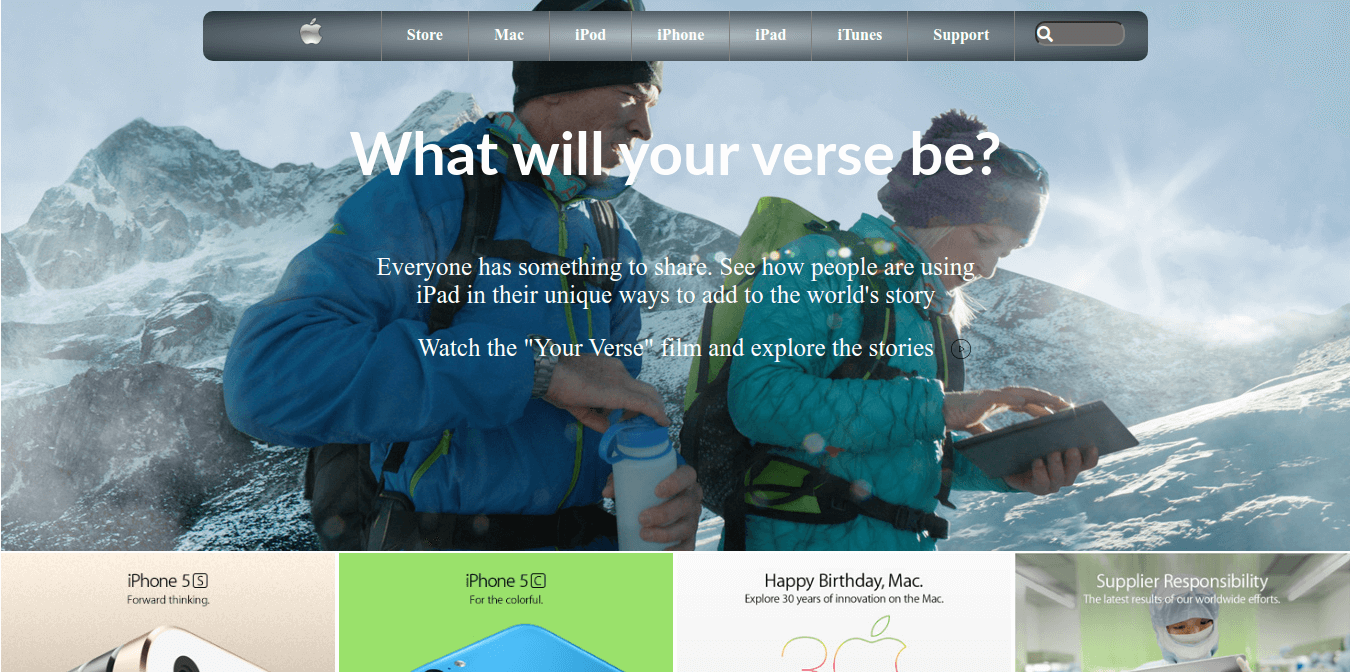 Store Mac iPod iPhone iPad iTunes Support
What will your verse be?
Everyone has something to share. See how people are using
iPad in their unique ways to add to the world's story
Watch the "Your Verse" film and explore the stories
iPhone 5S
Forward thinking.
iPhone 5C
For the colorful.
Happy Birthday, Mac.
Explore 30 years of innovation on the Mac.
30
Supplier Responsibility
The latest results of our worldwide efforts.